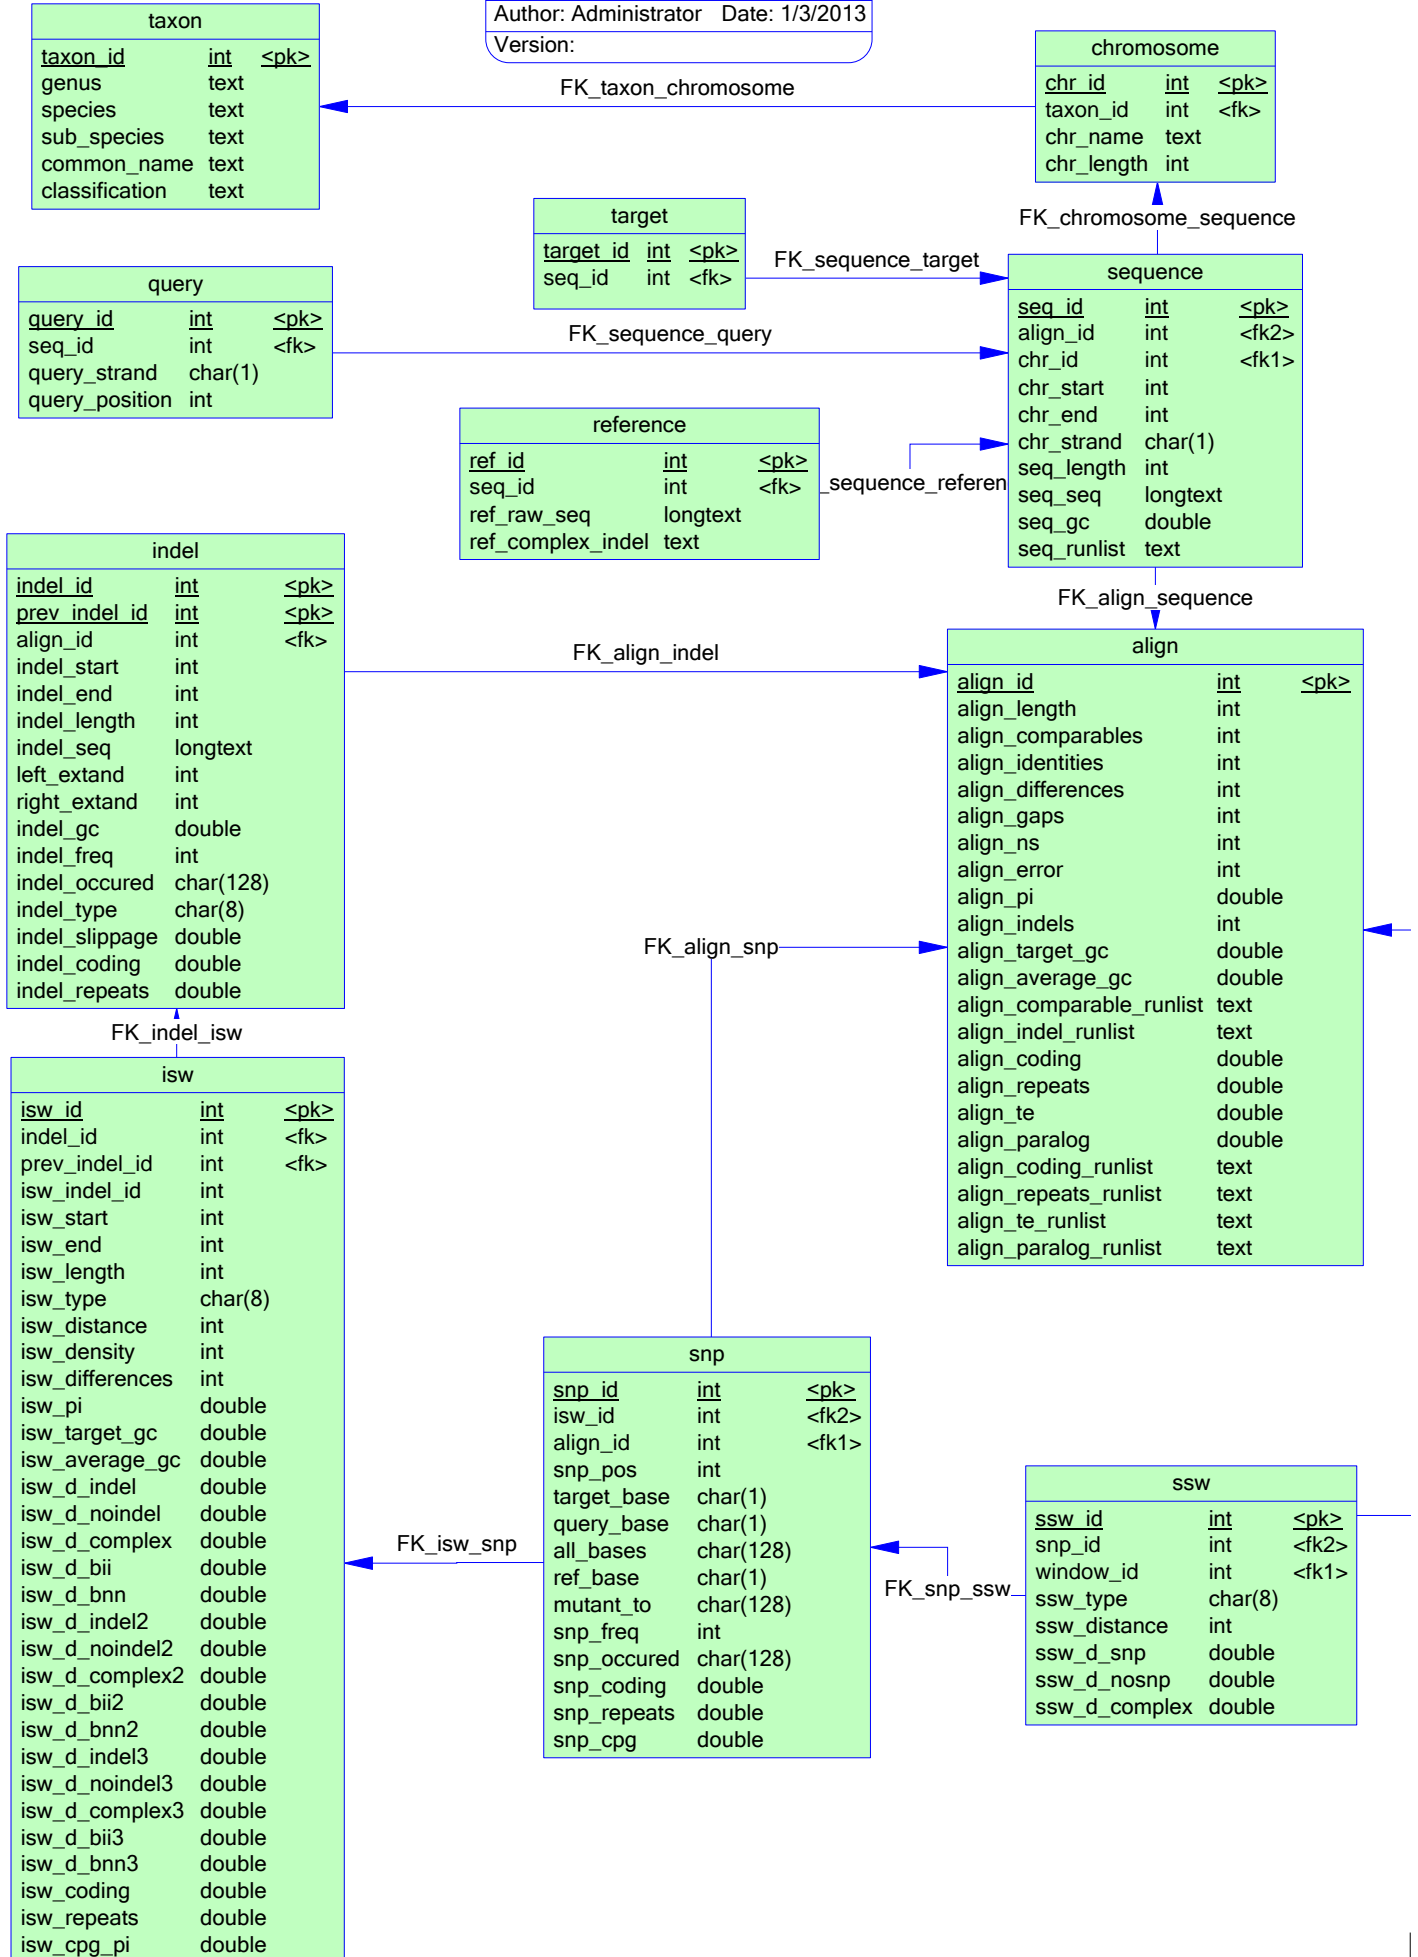 Author: Administrator Date: 1/3/2013
Version:
taxon
taxon_id int <pk>
genus text
species text
sub_species text
common_name text
classification text
FK_taxon_chromosome
chromosome
chr_id int <pk>
taxon_id int <fk>
chr_name text
chr_length int
FK_chromosome_sequence
target
target_id int <pk>
seq_id int <fk>
FK_sequence_target
query
query_id int <pk>
seq_id int <fk>
query_strand char(1)
query_position int
FK_sequence_query
sequence
seq_id int <pk>
align_id int <fk2>
chr_id int <fk1>
chr_start int
chr_end int
chr_strand char(1)
seq_length int
seq_seq longtext
seq_gc double
seq_runlist text
reference
ref_id int <pk>
seq_id int <fk>
ref_raw_seq longtext
ref_complex_indel text
_sequence_referen
FK_align_sequence
indel
indel_id int <pk>
prev_indel_id int <pk>
align_id int <fk>
indel_start int
indel_end int
indel_length int
indel_seq longtext
left_extand int
right_extand int
indel_gc double
indel_freq int
indel_occured char(128)
indel_type char(8)
indel_slippage double
indel_coding double
indel_repeats double
FK_align_indel
align
align_id int <pk>
align_length int
align_comparables int
align_identities int
align_differences int
align_gaps int
align_ns int
align_error int
align_pi double
align_indels int
align_target_gc double
align_average_gc double
align_comparable_runlist text
align_indel_runlist text
align_coding double
align_repeats double
align_te double
align_paralog double
align_coding_runlist text
align_repeats_runlist text
align_te_runlist text
align_paralog_runlist text
FK_align_snp
FK_indel_isw
isw
isw_id int <pk>
indel_id int <fk>
prev_indel_id int <fk>
isw_indel_id int
isw_start int
isw_end int
isw_length int
isw_type char(8)
isw_distance int
isw_density int
isw_differences int
isw_pi double
isw_target_gc double
isw_average_gc double
isw_d_indel double
isw_d_noindel double
isw_d_complex double
isw_d_bii double
isw_d_bnn double
isw_d_indel2 double
isw_d_noindel2 double
isw_d_complex2 double
isw_d_bii2 double
isw_d_bnn2 double
isw_d_indel3 double
isw_d_noindel3 double
isw_d_complex3 double
isw_d_bii3 double
isw_d_bnn3 double
isw_coding double
isw_repeats double
isw_cpg_pi double
FK_isw_snp
snp
snp_id int <pk>
isw_id int <fk2>
align_id int <fk1>
snp_pos int
target_base char(1)
query_base char(1)
all_bases char(128)
ref_base char(1)
mutant_to char(128)
snp_freq int
snp_occured char(128)
snp_coding double
snp_repeats double
snp_cpg double
FK_snp_ssw
ssw
ssw_id int <pk>
snp_id int <fk2>
window_id int <fk1>
ssw_type char(8)
ssw_distance int
ssw_d_snp double
ssw_d_nosnp double
ssw_d_complex double